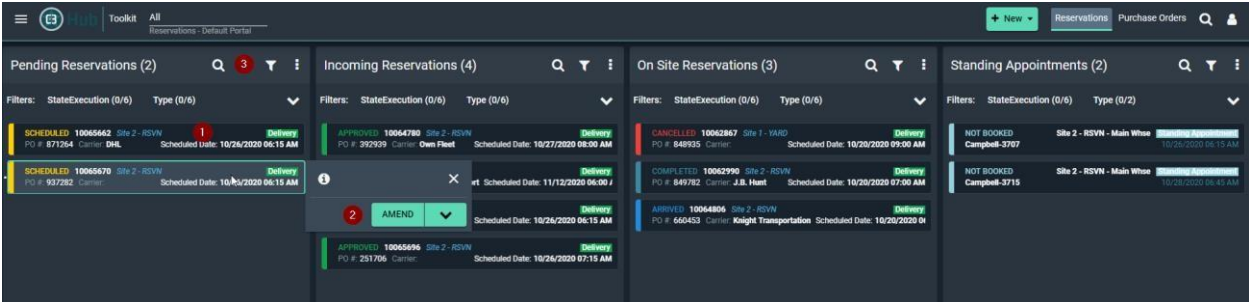 Hub Toolkit All
Reservations - Default Portal
+ New Reservations Purchase Orders
Pending Reservations (2) 3
Filters: StateExecution (0/6) Type (0/6)
SCHEDULED 10065662 Site 2 - RSVN 1 Delivery
PO #: 871264 Carrier: DHL Scheduled Date: 10/26/2020 06:15 AM
SCHEDULED 10065670 Site 2 - RSVN Delivery
PO #: 937282 Carrier: Scheduled Date: 10/26/2020 06:15 AM
2 AMEND
Incoming Reservations (4)
Filters: StateExecution (0/6) Type (0/6)
APPROVED 10064780 Site 2 - RSVN Delivery
PO #: 392939 Carrier: Own Fleet Scheduled Date: 10/27/2020 08:00 AM
Delivery
Scheduled Date: 11/12/2020 06:00
Delivery
Scheduled Date: 10/26/2020 06:15 AM
APPROVED 10065696 Site 2 - RSVN Delivery
PO #: 251706 Carrier: Scheduled Date: 10/26/2020 07:15 AM
On Site Reservations (3)
Filters: StateExecution (0/6) Type (0/6)
CANCELLED 10062867 Site 1 - YARD Delivery
PO #: 848935 Carrier: Scheduled Date: 10/20/2020 09:00 AM
COMPLETED 10062990 Site 2 - RSVN Delivery
PO #: 849782 Carrier: J.B. Hunt Scheduled Date: 10/20/2020 07:00 AM
ARRIVED 10064806 Site 2 - RSVN Delivery
PO #: 660453 Carrier: Knight Transportation Scheduled Date: 10/20/2020
Standing Appointments (2)
Filters: StateExecution (0/6) Type (0/2)
NOT BOOKED Site 2 - RSVN - Main Whse Standing Appointment
Campbell-3707 10/26/2020 06:15 AM
NOT BOOKED Site 2 - RSVN - Main Whse Standing Appointment
Campbell-3715 10/28/2020 06:45 AM